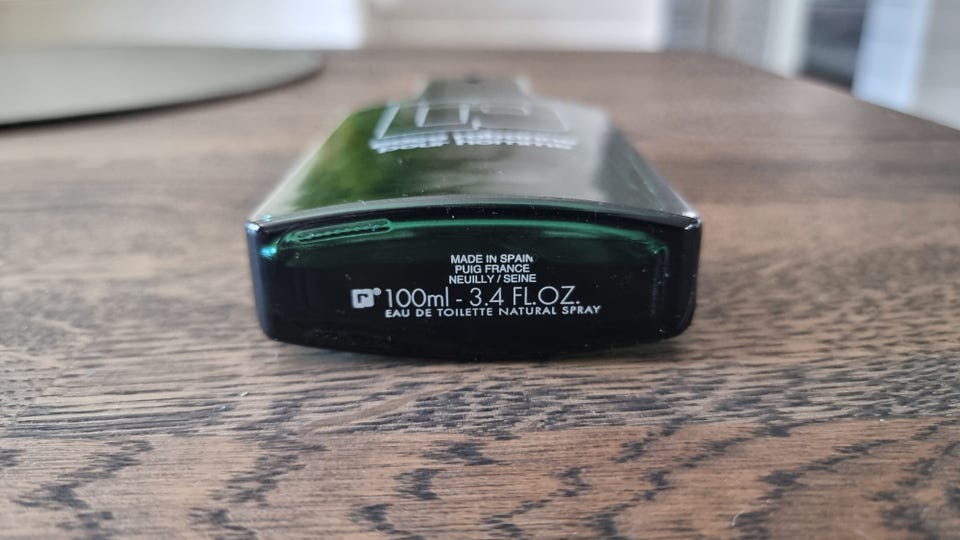 MADE IN SPAIN
PUIG FRANCE
NEUILLY / SEINE
® 100ml - 3.4 FL.OZ.
EAU DE TOILETTE NATURAL SPRAY